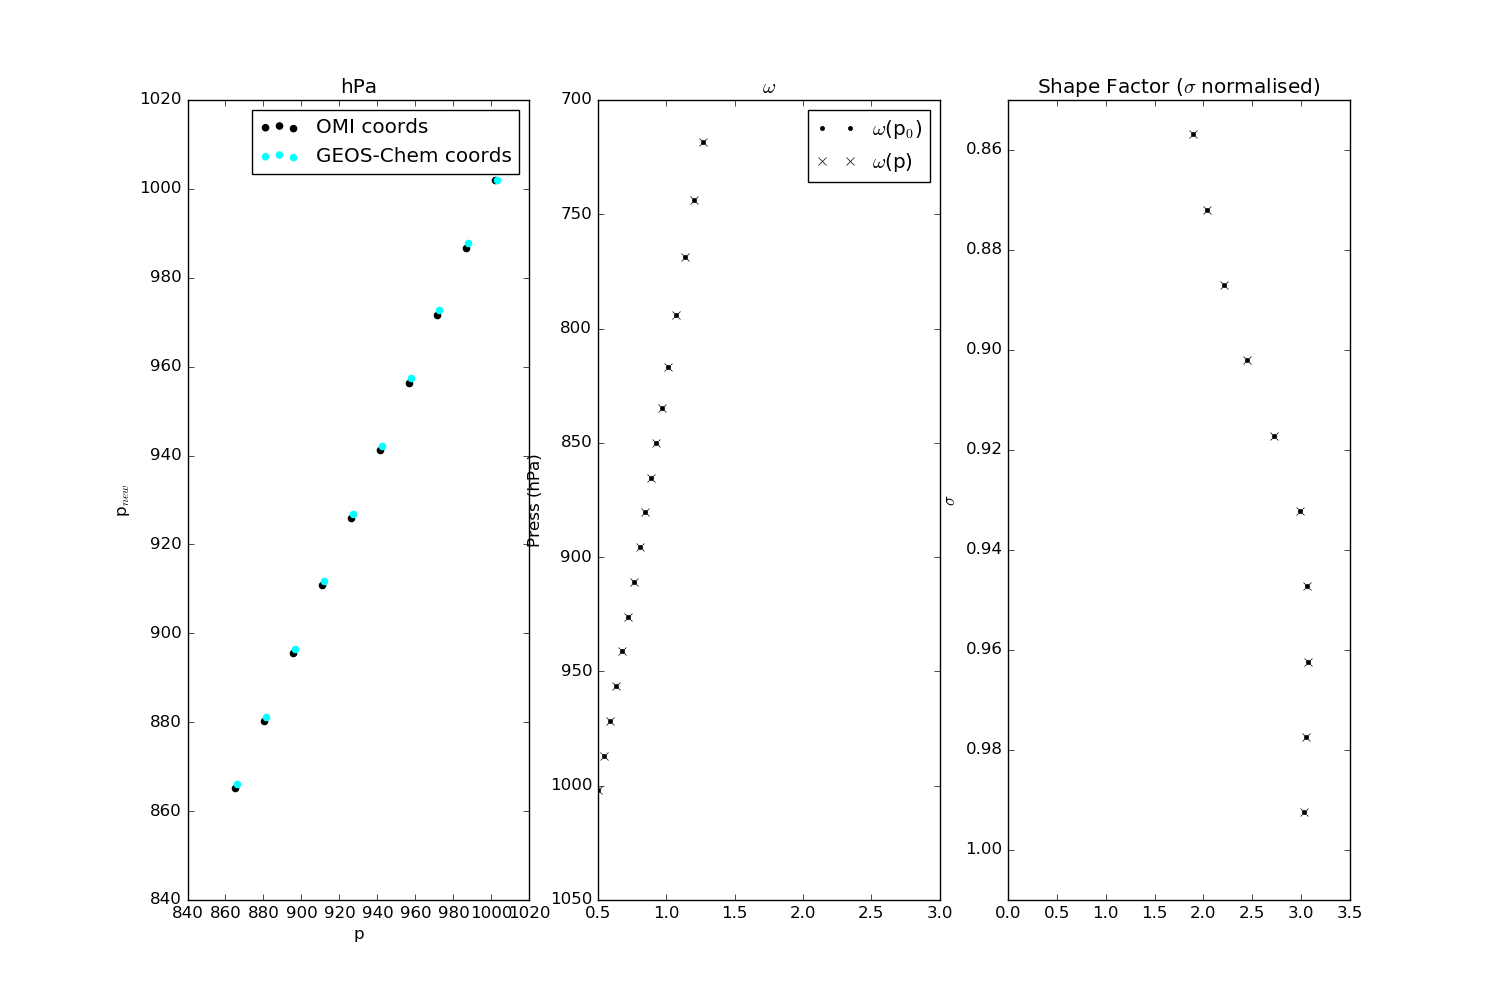 hPa
OMI coords
GEOS-Chem coords
1020
1000
980
960
940
920
900
880
860
840
p_new
840 860 880 900 920 940 960 980 1000 1020
p
ω
ω(p₀)
ω(p)
700
750
800
850
900
950
1000
1050
Press (hPa)
0.5 1.0 1.5 2.0 2.5 3.0
Shape Factor (σ normalised)
0.86
0.88
0.90
0.92
0.94
0.96
0.98
1.00
σ
0.0 0.5 1.0 1.5 2.0 2.5 3.0 3.5